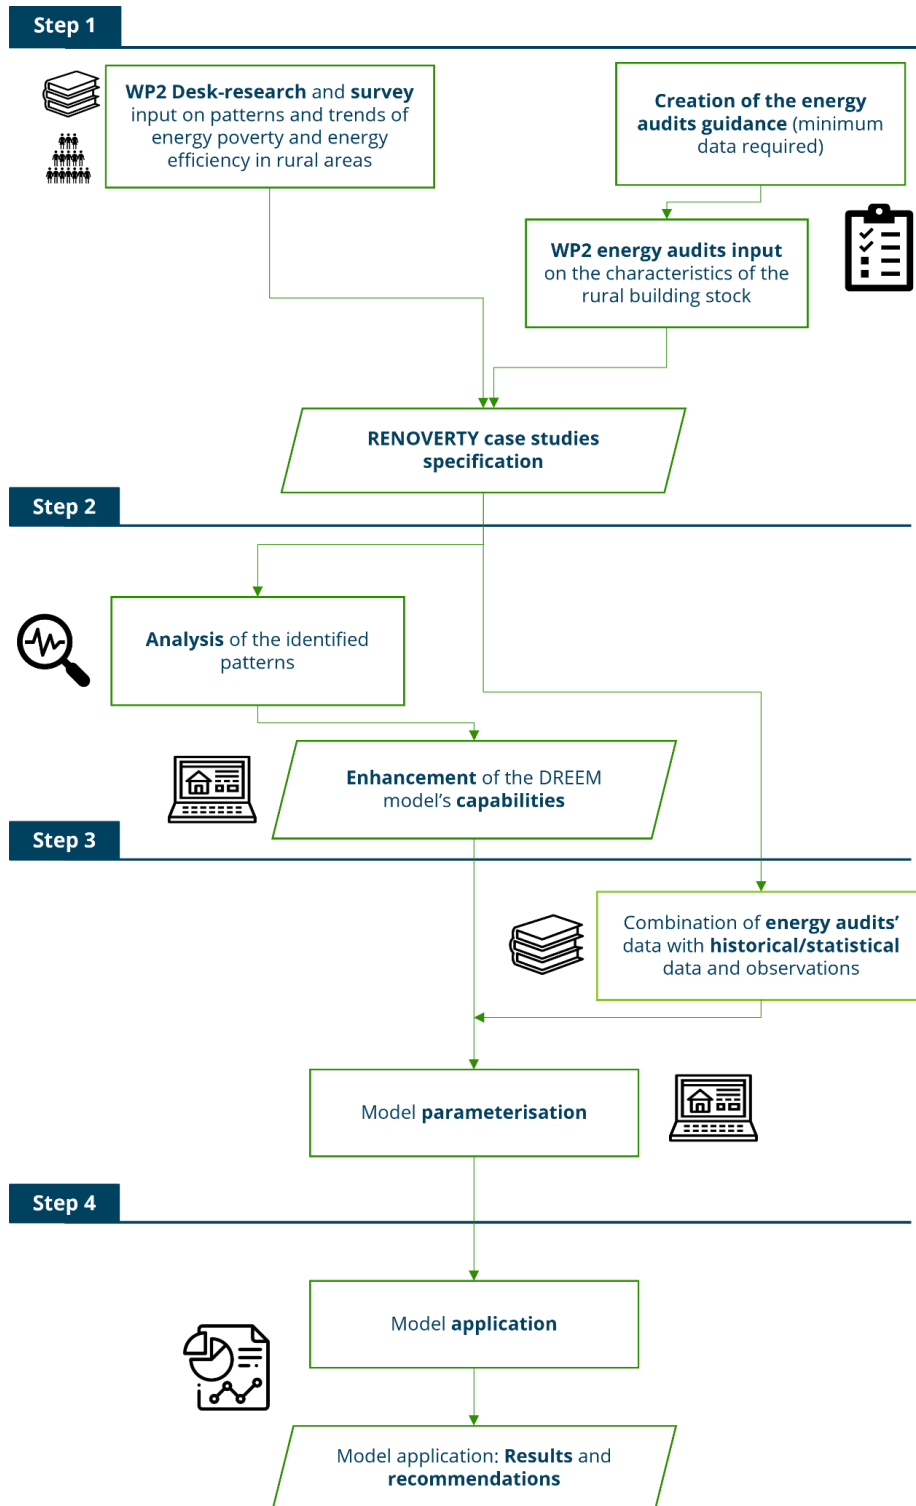 Step 1
WP2 Desk-research and survey
input on patterns and trends of
energy poverty and energy
efficiency in rural areas
Creation of the energy
audits guidance (minimum
data required)
WP2 energy audits input
on the characteristics of the
rural building stock
RENOVERTY case studies
specification
Step 2
Analysis of the identified
patterns
Enhancement of the DREEM
model’s capabilities
Step 3
Combination of energy audits’
data with historical/statistical
data and observations
Model parameterisation
Step 4
Model application
Model application: Results and
recommendations